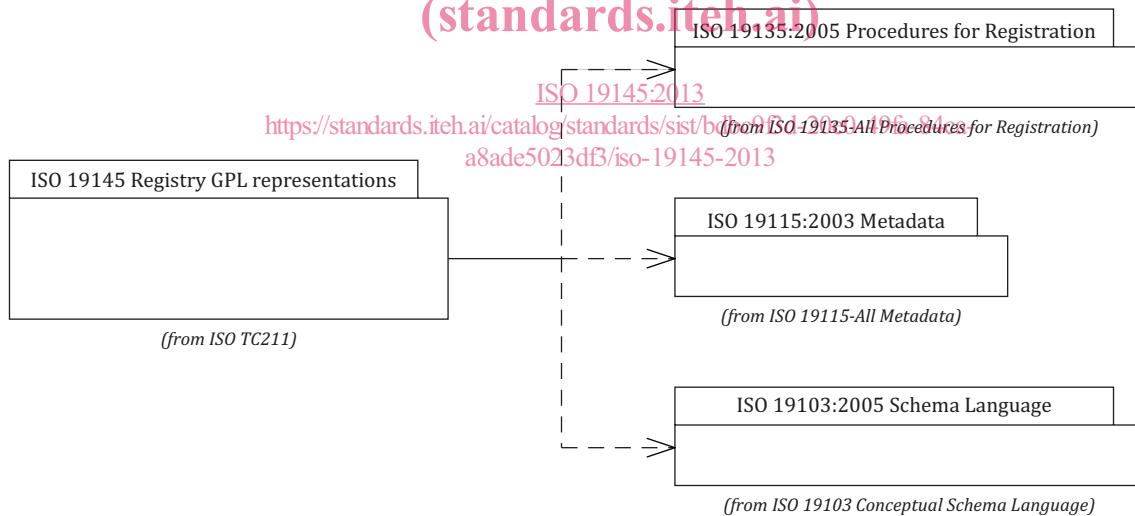 (standards.iteh.ai)
ISO 19135:2005 Procedures for Registration
ISO 19145:2013
https://standards.iteh.ai/catalog/standards/sist/
(from ISO 19135-All Procedures for Registration)
a8ade5023df3/iso-19145-2013
ISO 19145 Registry GPL representations
ISO 19115:2003 Metadata
(from ISO 19115-All Metadata)
(from ISO TC211)
ISO 19103:2005 Schema Language
(from ISO 19103 Conceptual Schema Language)